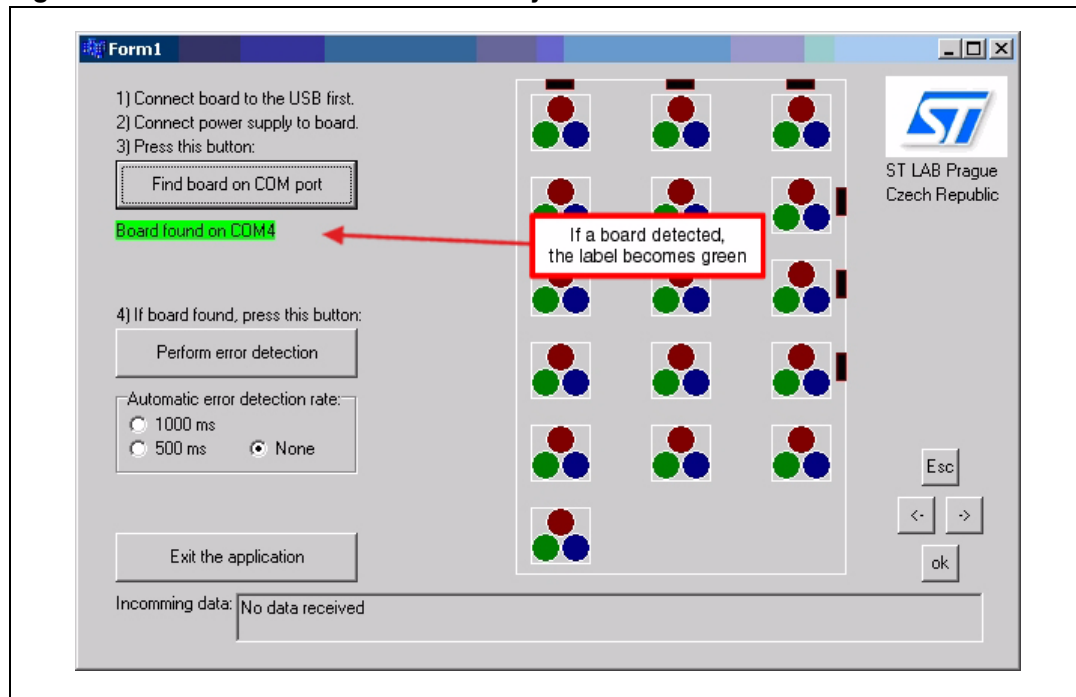 Form1
1) Connect board to the USB first.
2) Connect power supply to board.
3) Press this button:
Find board on COM port
Board found on COM4
If a board detected,
the label becomes green
4) If board found, press this button:
Perform error detection
Automatic error detection rate:
1000 ms
500 ms
None
Exit the application
Incomming data:
No data received
ST
ST LAB Prague
Czech Republic
Esc
<-
->
ok